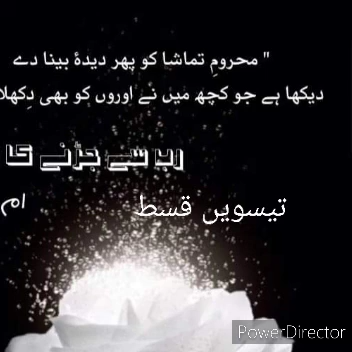 " محرومِ تماشا کو پھر دیدۂ بینا دے
دیکھا ہے جو کچھ میں نے اوروں کو بھی دِکھلا
رب سے جڑنے کا
ام
تیسویں قسط
PowerDirector